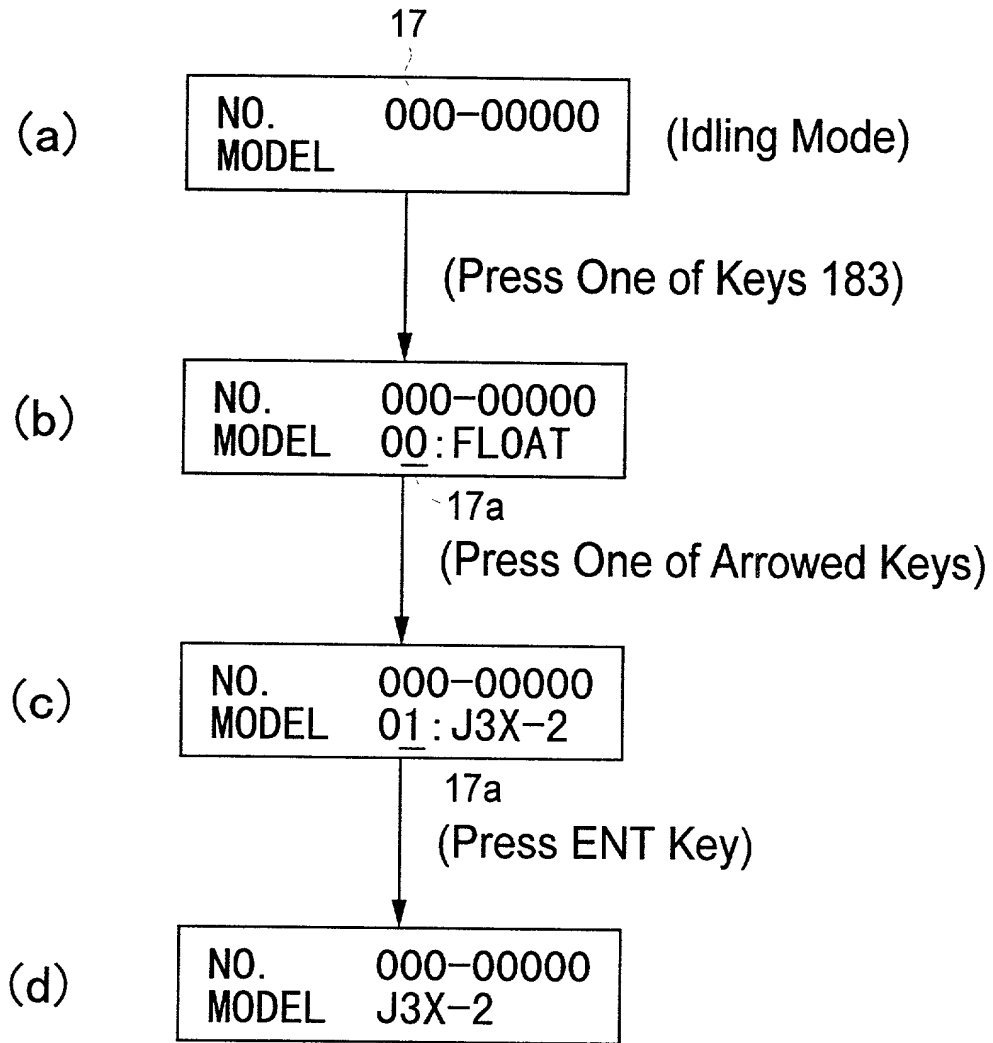 17
(a)
NO. 000-00000
MODEL
(Idling Mode)
(Press One of Keys 183)
(b)
NO. 000-00000
MODEL 00:FLOAT
17a
(Press One of Arrowed Keys)
(c)
NO. 000-00000
MODEL 01:J3X-2
17a
(Press ENT Key)
(d)
NO. 000-00000
MODEL J3X-2